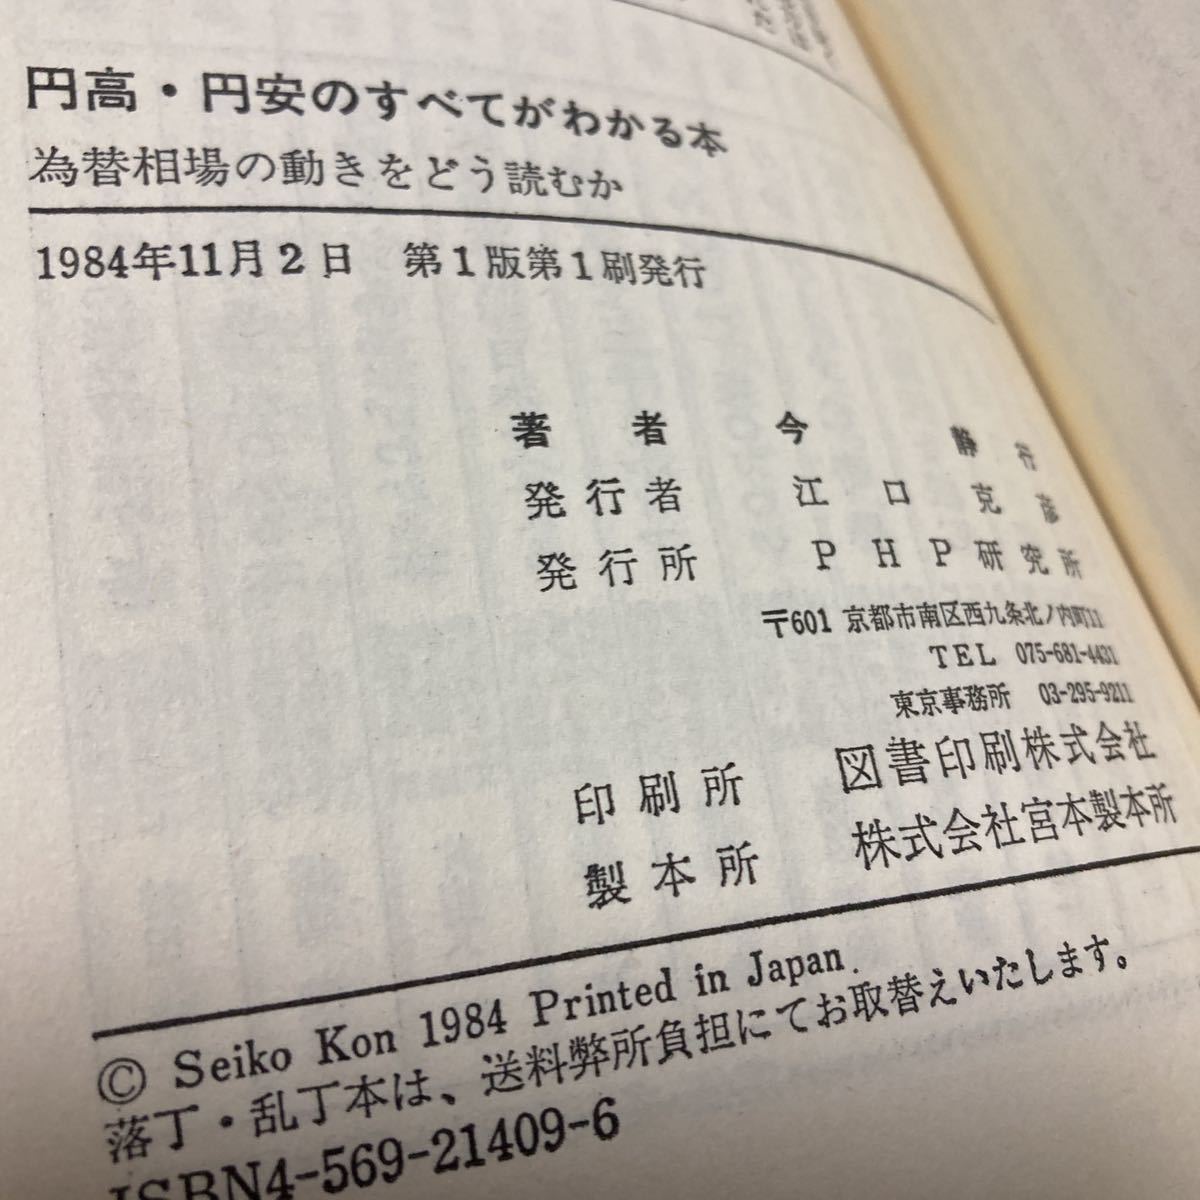 円高・円安のすべてがわかる本
為替相場の動きをどう読むか
1984年11月2日　第1版第1刷発行
著者　今静行
発行者　江口克彦
発行所　PHP研究所
〒601 京都市南区西九条北ノ内町11
TEL 075-681-4431
東京事務所 03-295-9211
印刷所　図書印刷株式会社
製本所　株式会社宮本製本所
© Seiko Kon 1984 Printed in Japan.
落丁・乱丁本は、送料弊所負担にてお取替えいたします。
ISBN4-569-21409-6